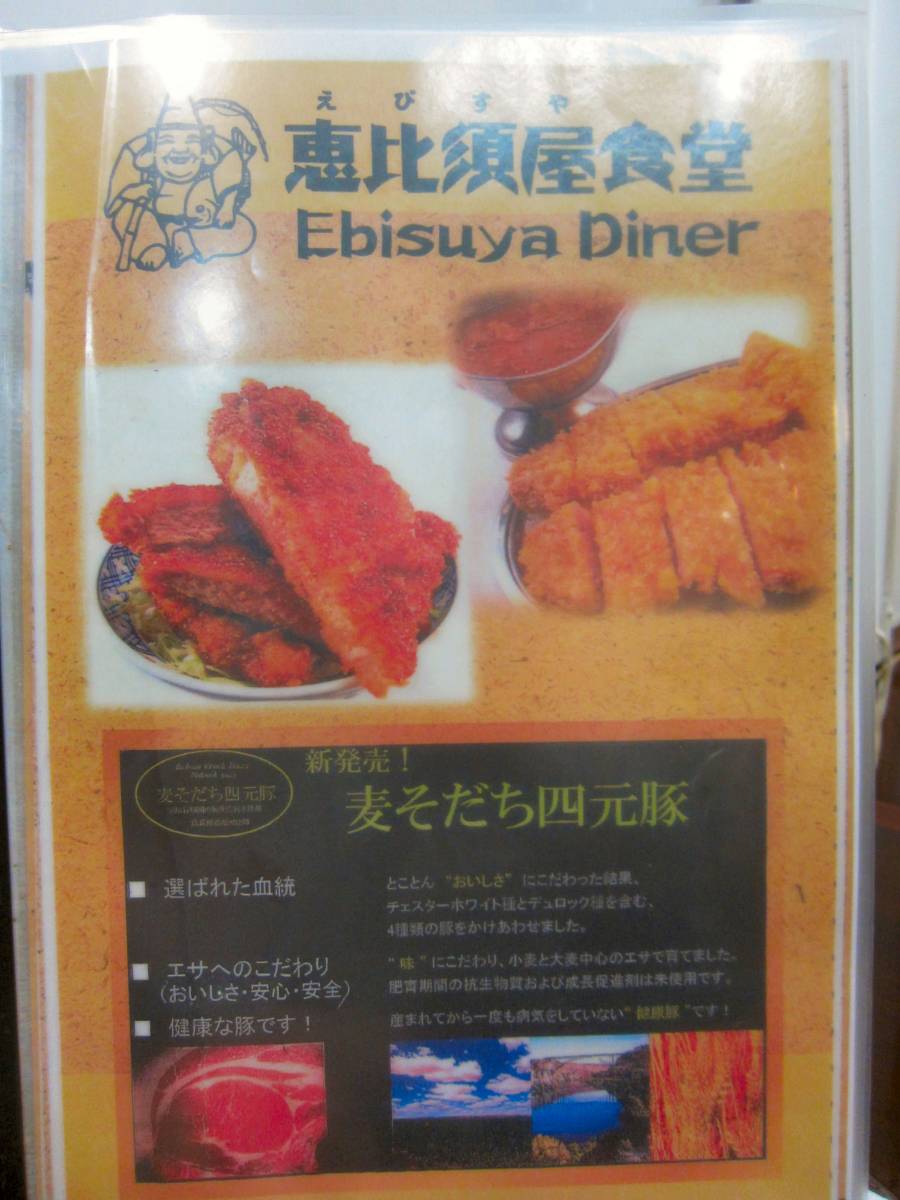 えびすや
恵比須屋食堂
Ebisuya Diner
新発売！
麦そだち四元豚
麦そだち四元豚
■ 選ばれた血統
とことん "おいしさ" にこだわった結果、
チェスターホワイト種とデュロック種を含む、
4種類の豚をかけあわせました。
■ エサへのこだわり
(おいしさ・安心・安全)
"味"にこだわり、小麦と大麦中心のエサで育てました。
肥育期間の抗生物質および成長促進剤は未使用です。
■ 健康な豚です！
産まれてから一度も病気をしていない"健康豚"です！